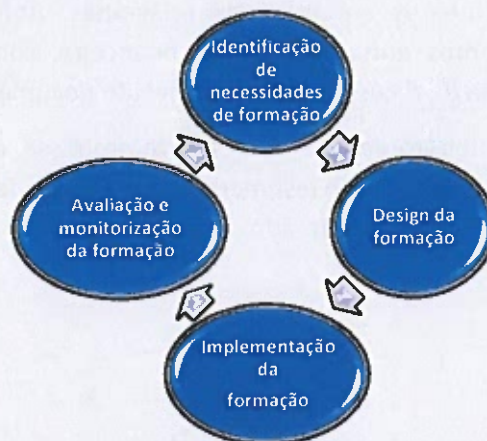 Identificação
de
necessidades
de formação
Design da
formação
Implementação
da
formação
Avaliação e
monitorização
da formação